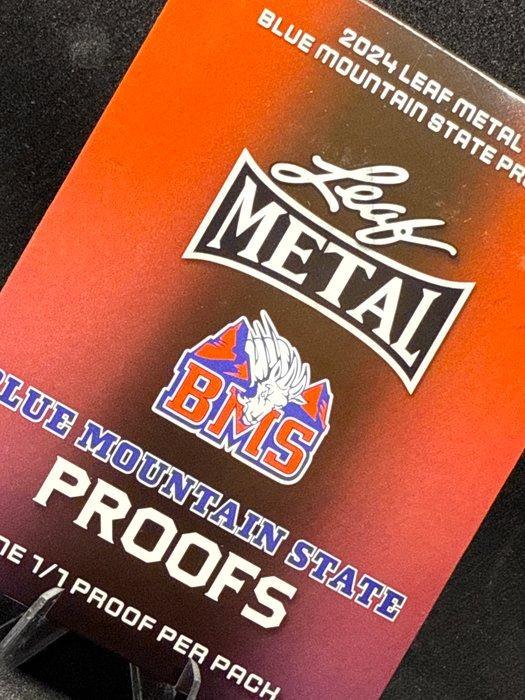 2024 LEAF METAL
BLUE MOUNTAIN STATE
Leaf
METAL
BMS
BLUE MOUNTAIN STATE
PROOFS
1/1 PROOF PER PACK